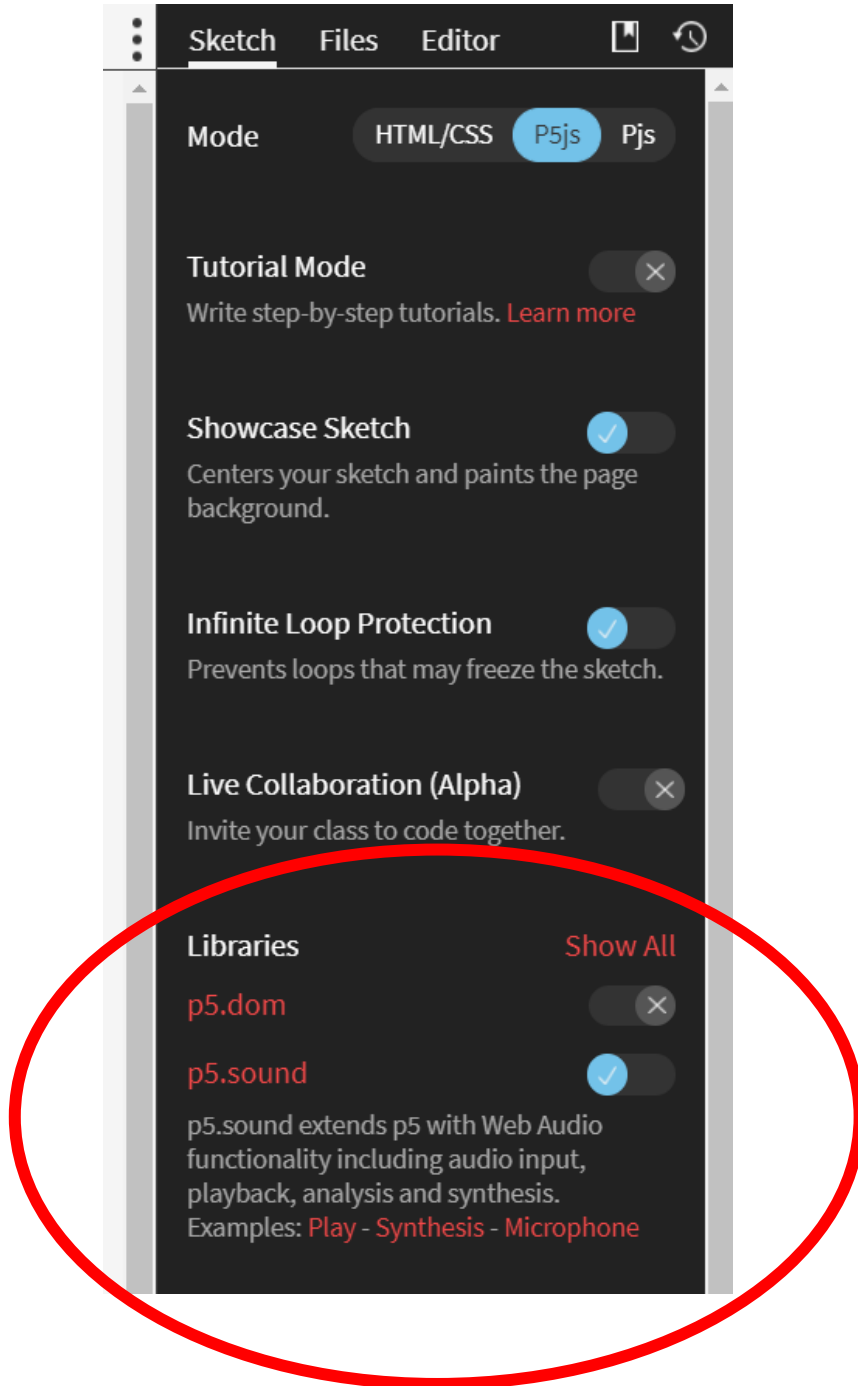 Sketch Files Editor
Mode HTML/CSS P5js Pjs
Tutorial Mode
Write step-by-step tutorials. Learn more
Showcase Sketch
Centers your sketch and paints the page
background.
Infinite Loop Protection
Prevents loops that may freeze the sketch.
Live Collaboration (Alpha)
Invite your class to code together.
Libraries Show All
p5.dom
p5.sound
p5.sound extends p5 with Web Audio
functionality including audio input,
playback, analysis and synthesis.
Examples: Play - Synthesis - Microphone